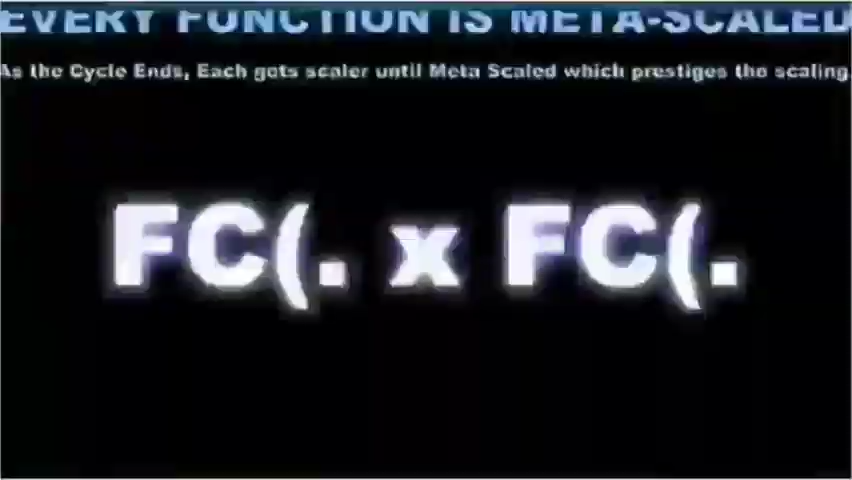 EVERY FUNCTION IS META-SCALED
As the Cycle Ends, Each gets scaler until Meta Scaled which prestiges the scaling.
FC(. x FC(.